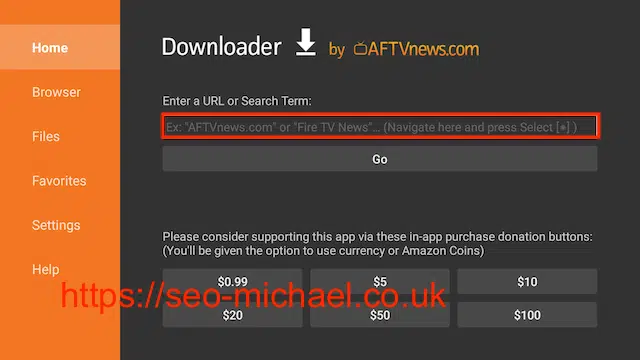 Home
Browser
Files
Favorites
Settings
Help
Downloader by AFTVnews.com
Enter a URL or Search Term:
Ex: "AFTVnews.com" or "Fire TV News"... (Navigate here and press Select [•] )
Go
Please consider supporting this app via these in-app purchase donation buttons:
(You'll be given the option to use currency or Amazon Coins)
$0.99 $5 $10
$20 $50 $100
https://seo-michael.co.uk